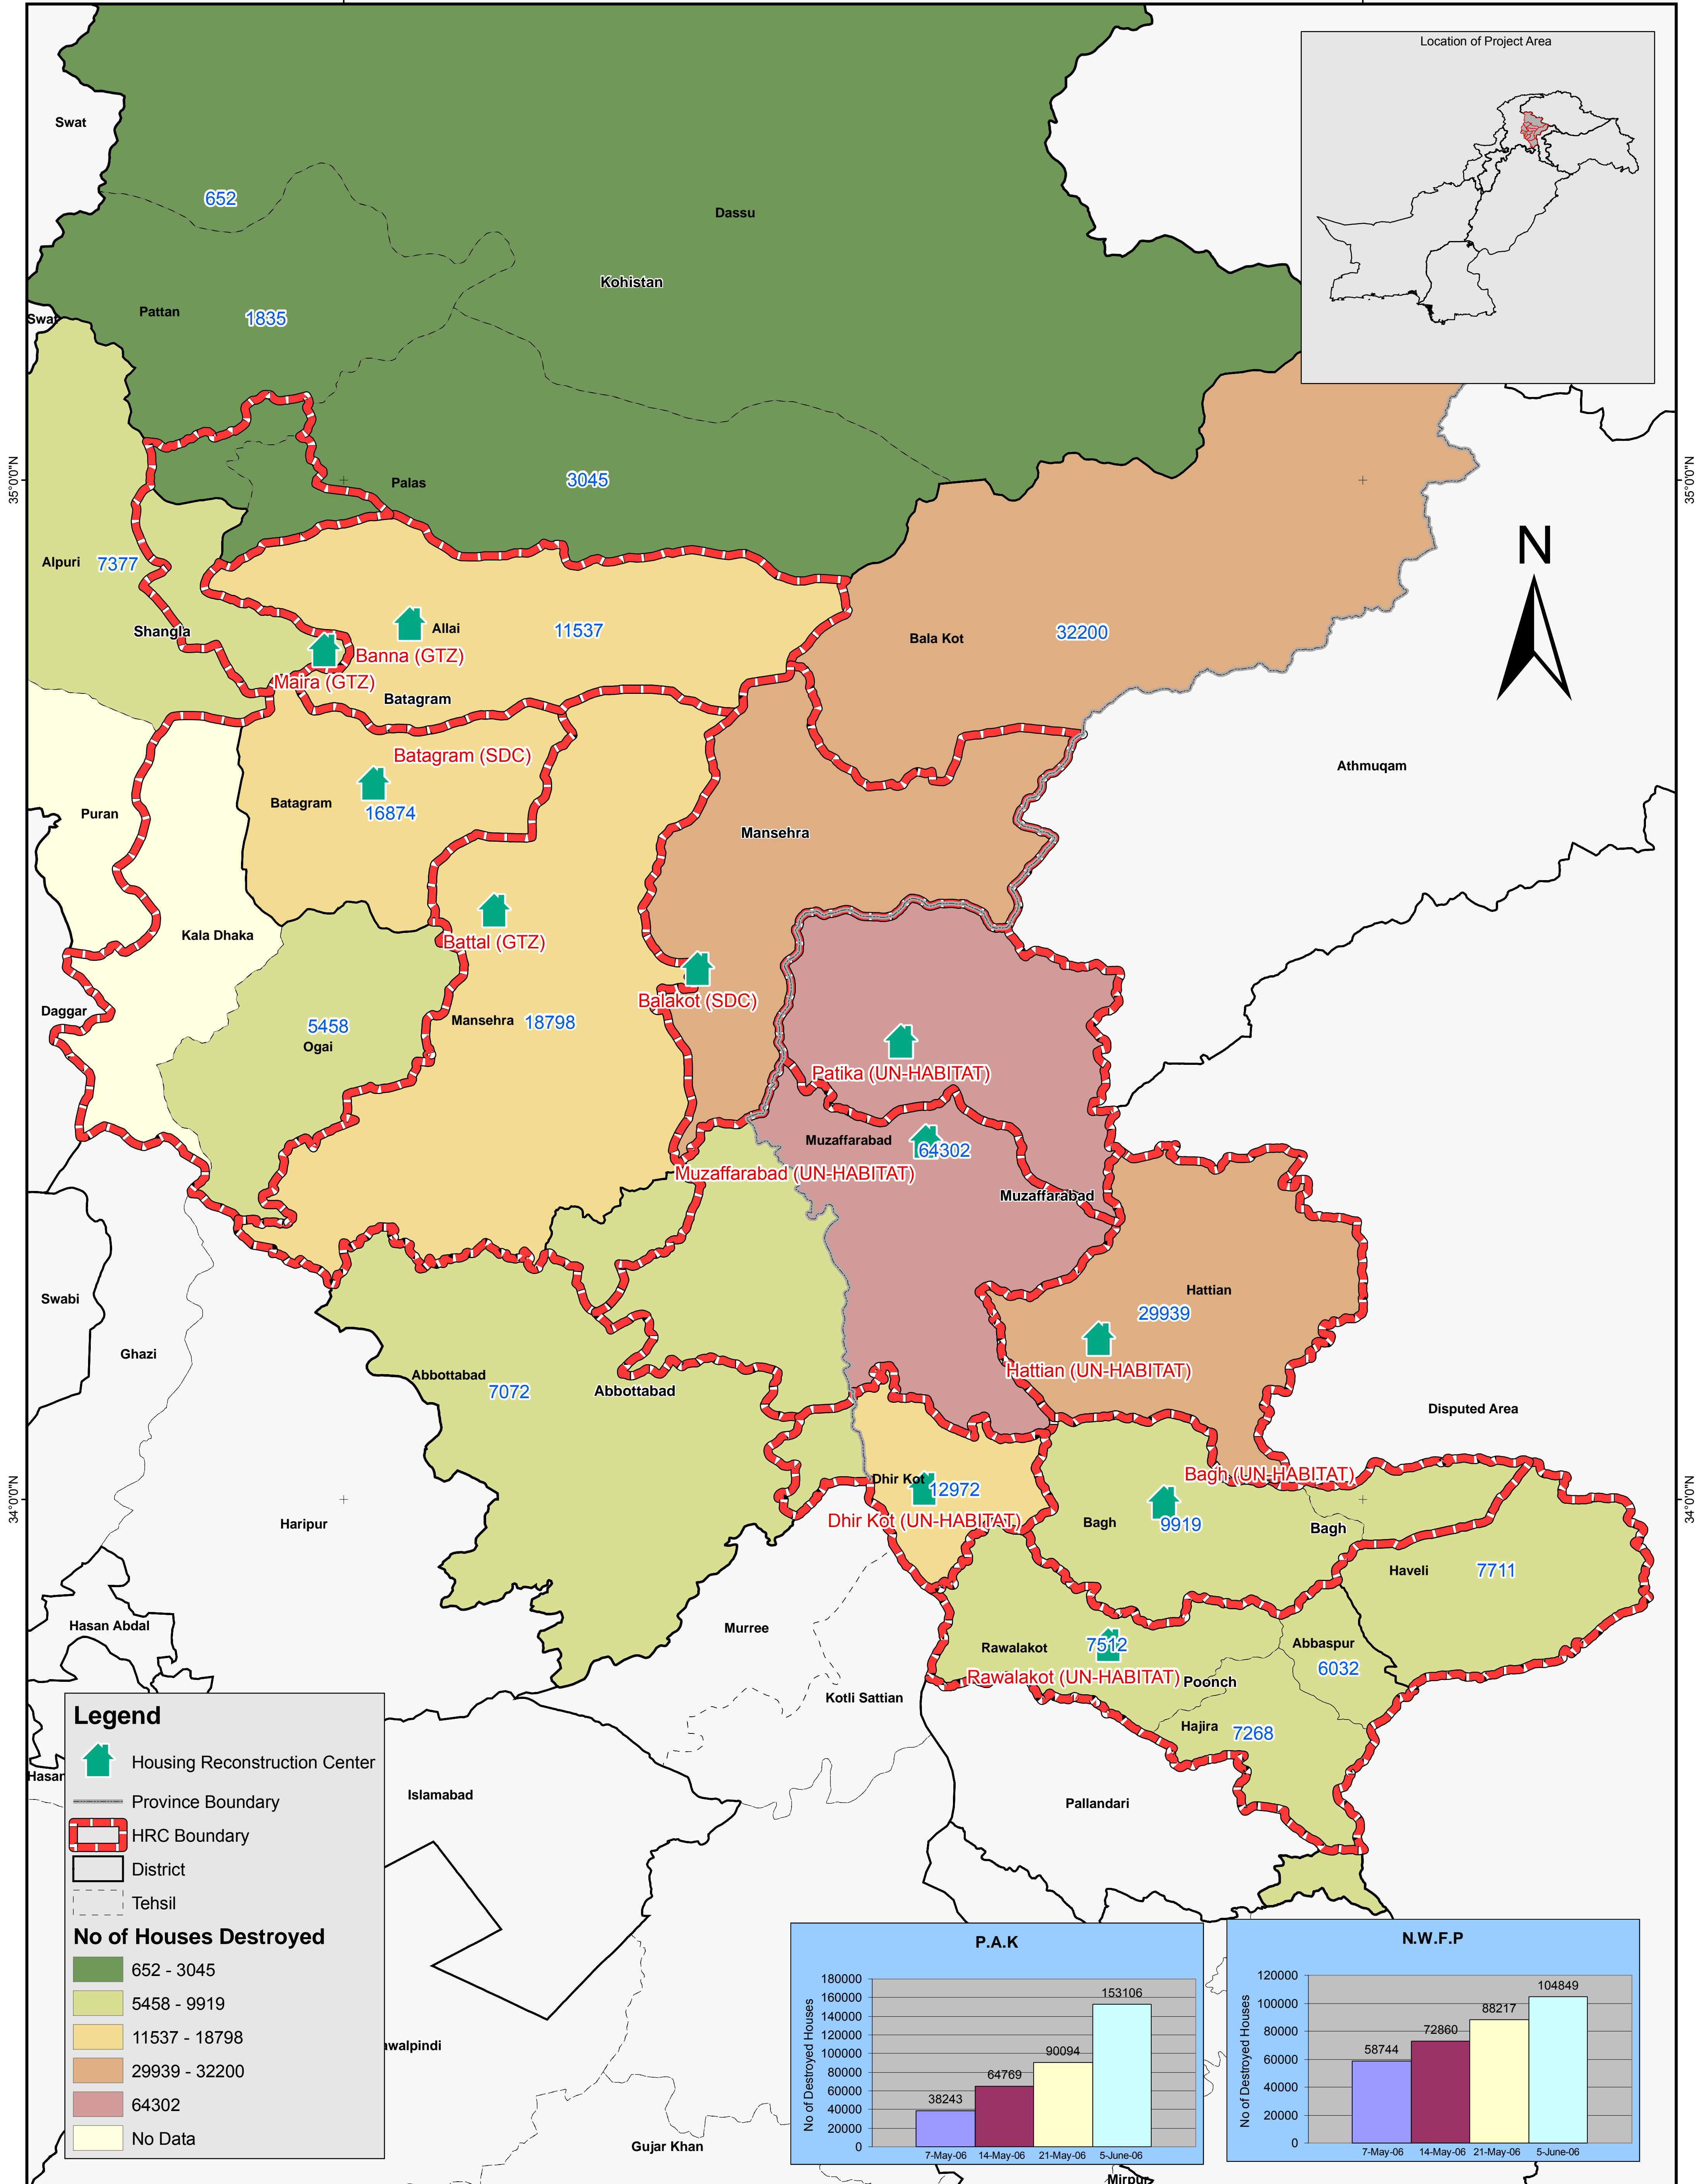 Location of Project Area
Swat
652
Dassu
Kohistan
Pattan
1835
Swat
35°0'0"N
35°0'0"N
Palas
3045
N
Alpuri
7377
Shangla
Allai
11537
Bala Kot
32200
Banna (GTZ)
Maira (GTZ)
Batagram
Batagram (SDC)
Athmuqam
Batagram
16874
Puran
Mansehra
Kala Dhaka
Battal (GTZ)
Balakot (SDC)
Daggar
5458
Ogai
Mansehra
18798
Patika (UN-HABITAT)
Muzaffarabad
64302
Muzaffarabad (UN-HABITAT)
Muzaffarabad
Swabi
Hattian
29939
Ghazi
Hattian (UN-HABITAT)
Abbottabad
7072
Abbottabad
Disputed Area
34°0'0"N
34°0'0"N
Bagh (UN-HABITAT)
Dhir Kot
12972
Dhir Kot (UN-HABITAT)
Haripur
Bagh
9919
Bagh
Haveli
7711
Hasan Abdal
Murree
Rawalakot
7512
Rawalakot (UN-HABITAT)
Poonch
Abbaspur
6032
Kotli Sattian
Hajira
7268
Islamabad
Pallandari
Hasan
awalpindi
Gujar Khan
Mirpur
Legend
Housing Reconstruction Center
Province Boundary
HRC Boundary
District
Tehsil
No of Houses Destroyed
652 - 3045
5458 - 9919
11537 - 18798
29939 - 32200
64302
No Data
P.A.K
No of Destroyed Houses
180000
160000
140000
120000
100000
80000
60000
40000
20000
0
38243
64769
90094
153106
7-May-06
14-May-06
21-May-06
5-June-06
N.W.F.P
No of Destroyed Houses
120000
100000
80000
60000
40000
20000
0
58744
72860
88217
104849
7-May-06
14-May-06
21-May-06
5-June-06